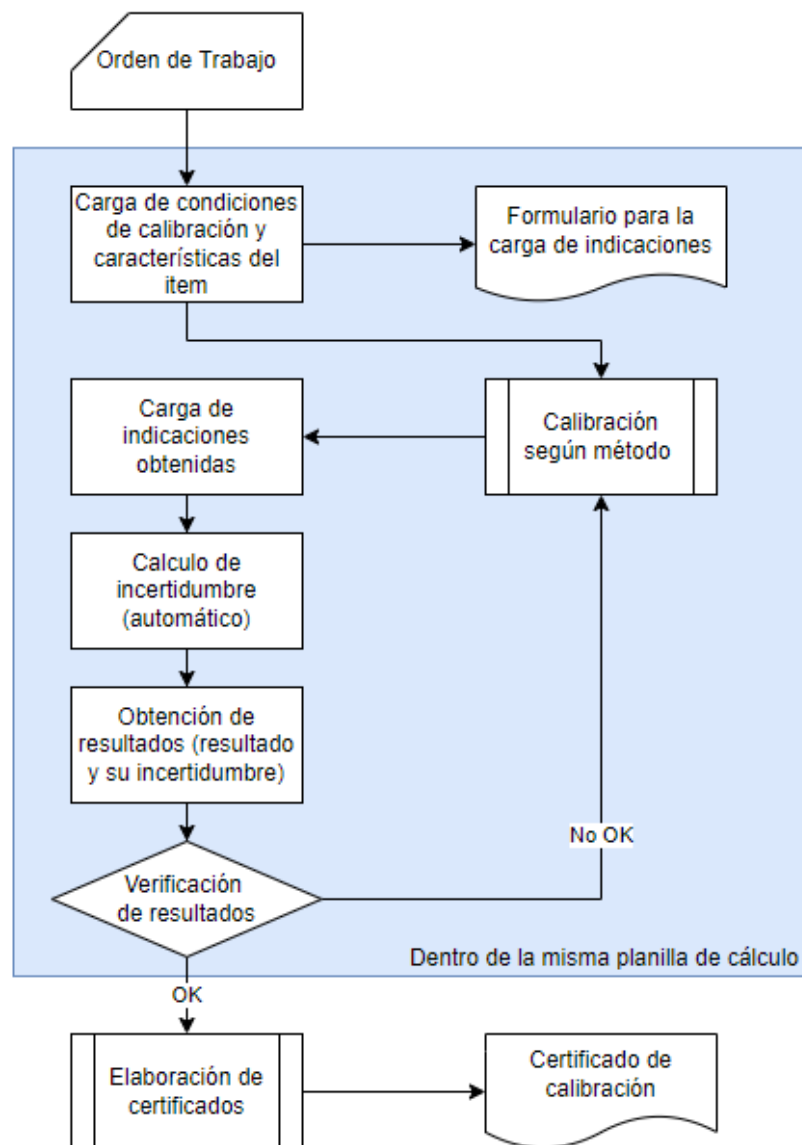 Orden de Trabajo
Carga de condiciones
de calibración y
características del
item
Formulario para la
carga de indicaciones
Carga de
indicaciones
obtenidas
Calibración
según método
Calculo de
incertidumbre
(automático)
Obtención de
resultados (resultado
y su incertidumbre)
No OK
Verificación
de resultados
Dentro de la misma planilla de cálculo
OK
Elaboración de
certificados
Certificado de
calibración